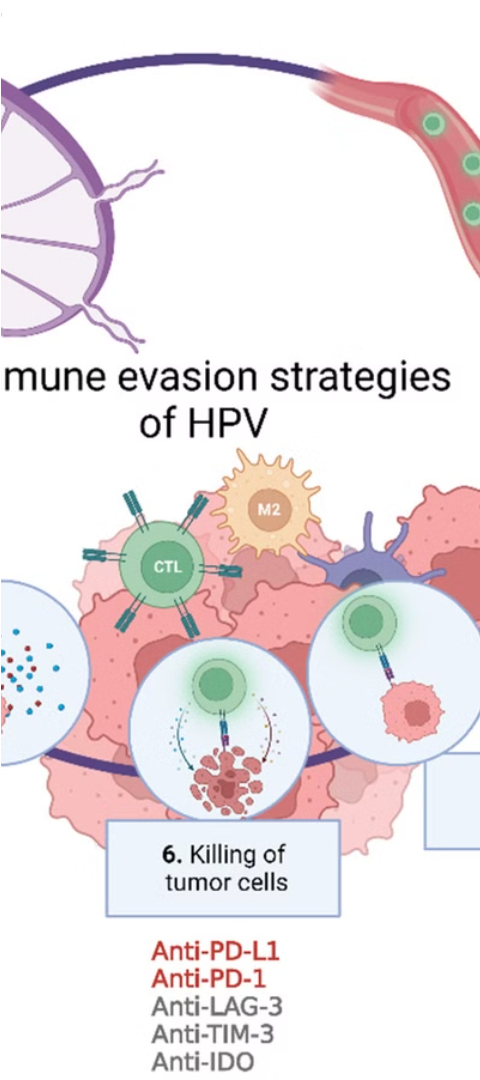 mune evasion strategies
of HPV
M2
CTL
6. Killing of
tumor cells
Anti-PD-L1
Anti-PD-1
Anti-LAG-3
Anti-TIM-3
Anti-IDO